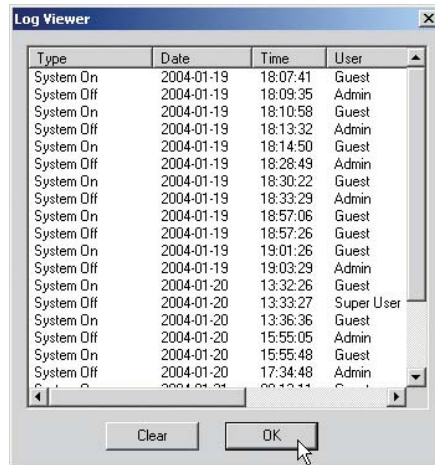 Log Viewer
Type Date Time User
System On 2004-01-19 18:07:41 Guest
System Off 2004-01-19 18:09:35 Admin
System On 2004-01-19 18:10:58 Guest
System Off 2004-01-19 18:13:32 Admin
System On 2004-01-19 18:14:50 Guest
System Off 2004-01-19 18:28:49 Admin
System On 2004-01-19 18:30:22 Guest
System Off 2004-01-19 18:33:29 Admin
System On 2004-01-19 18:57:06 Guest
System Off 2004-01-19 18:57:26 Guest
System On 2004-01-19 19:01:26 Guest
System Off 2004-01-19 19:03:29 Admin
System On 2004-01-20 13:32:26 Guest
System Off 2004-01-20 13:33:27 Super User
System On 2004-01-20 13:36:36 Guest
System Off 2004-01-20 15:55:05 Admin
System On 2004-01-20 15:55:48 Guest
System Off 2004-01-20 17:34:48 Admin
Clear OK